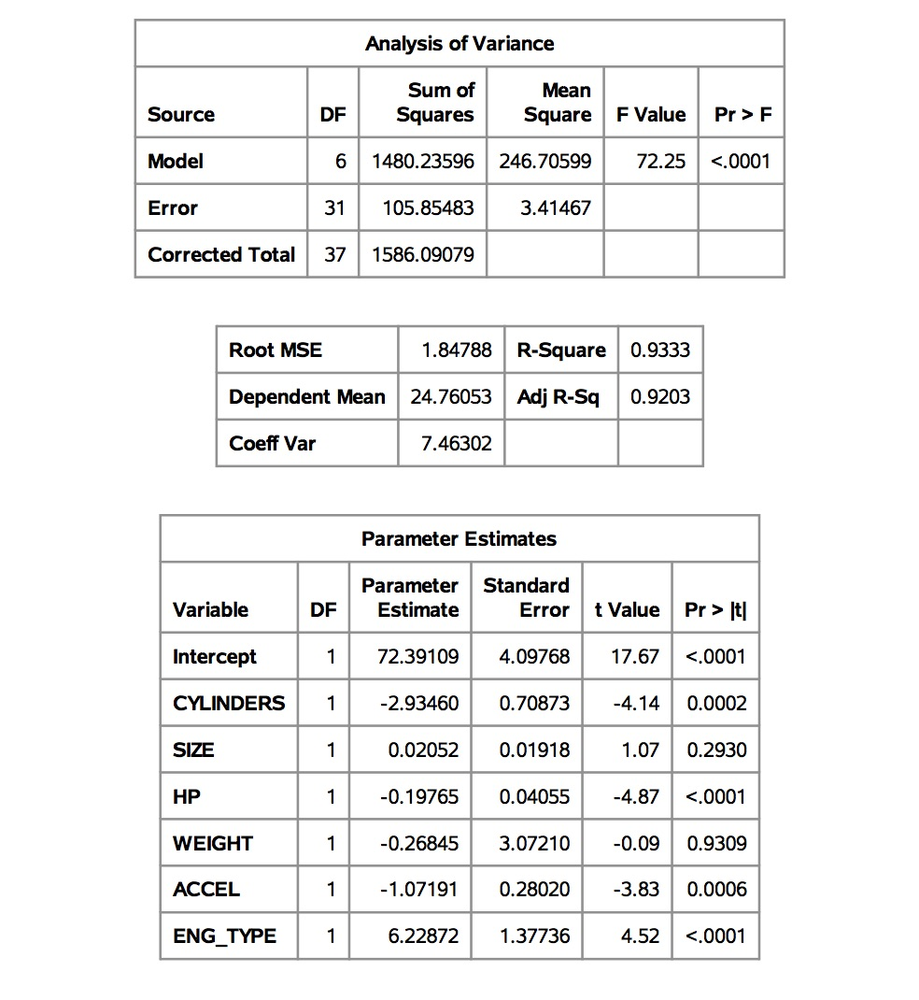 Analysis of Variance
Source DF Sum of Squares Mean Square F Value Pr > F
Model 6 1480.23596 246.70599 72.25 <.0001
Error 31 105.85483 3.41467
Corrected Total 37 1586.09079
Root MSE 1.84788 R-Square 0.9333
Dependent Mean 24.76053 Adj R-Sq 0.9203
Coeff Var 7.46302
Parameter Estimates
Variable DF Parameter Estimate Standard Error t Value Pr > |t|
Intercept 1 72.39109 4.09768 17.67 <.0001
CYLINDERS 1 -2.93460 0.70873 -4.14 0.0002
SIZE 1 0.02052 0.01918 1.07 0.2930
HP 1 -0.19765 0.04055 -4.87 <.0001
WEIGHT 1 -0.26845 3.07210 -0.09 0.9309
ACCEL 1 -1.07191 0.28020 -3.83 0.0006
ENG_TYPE 1 6.22872 1.37736 4.52 <.0001